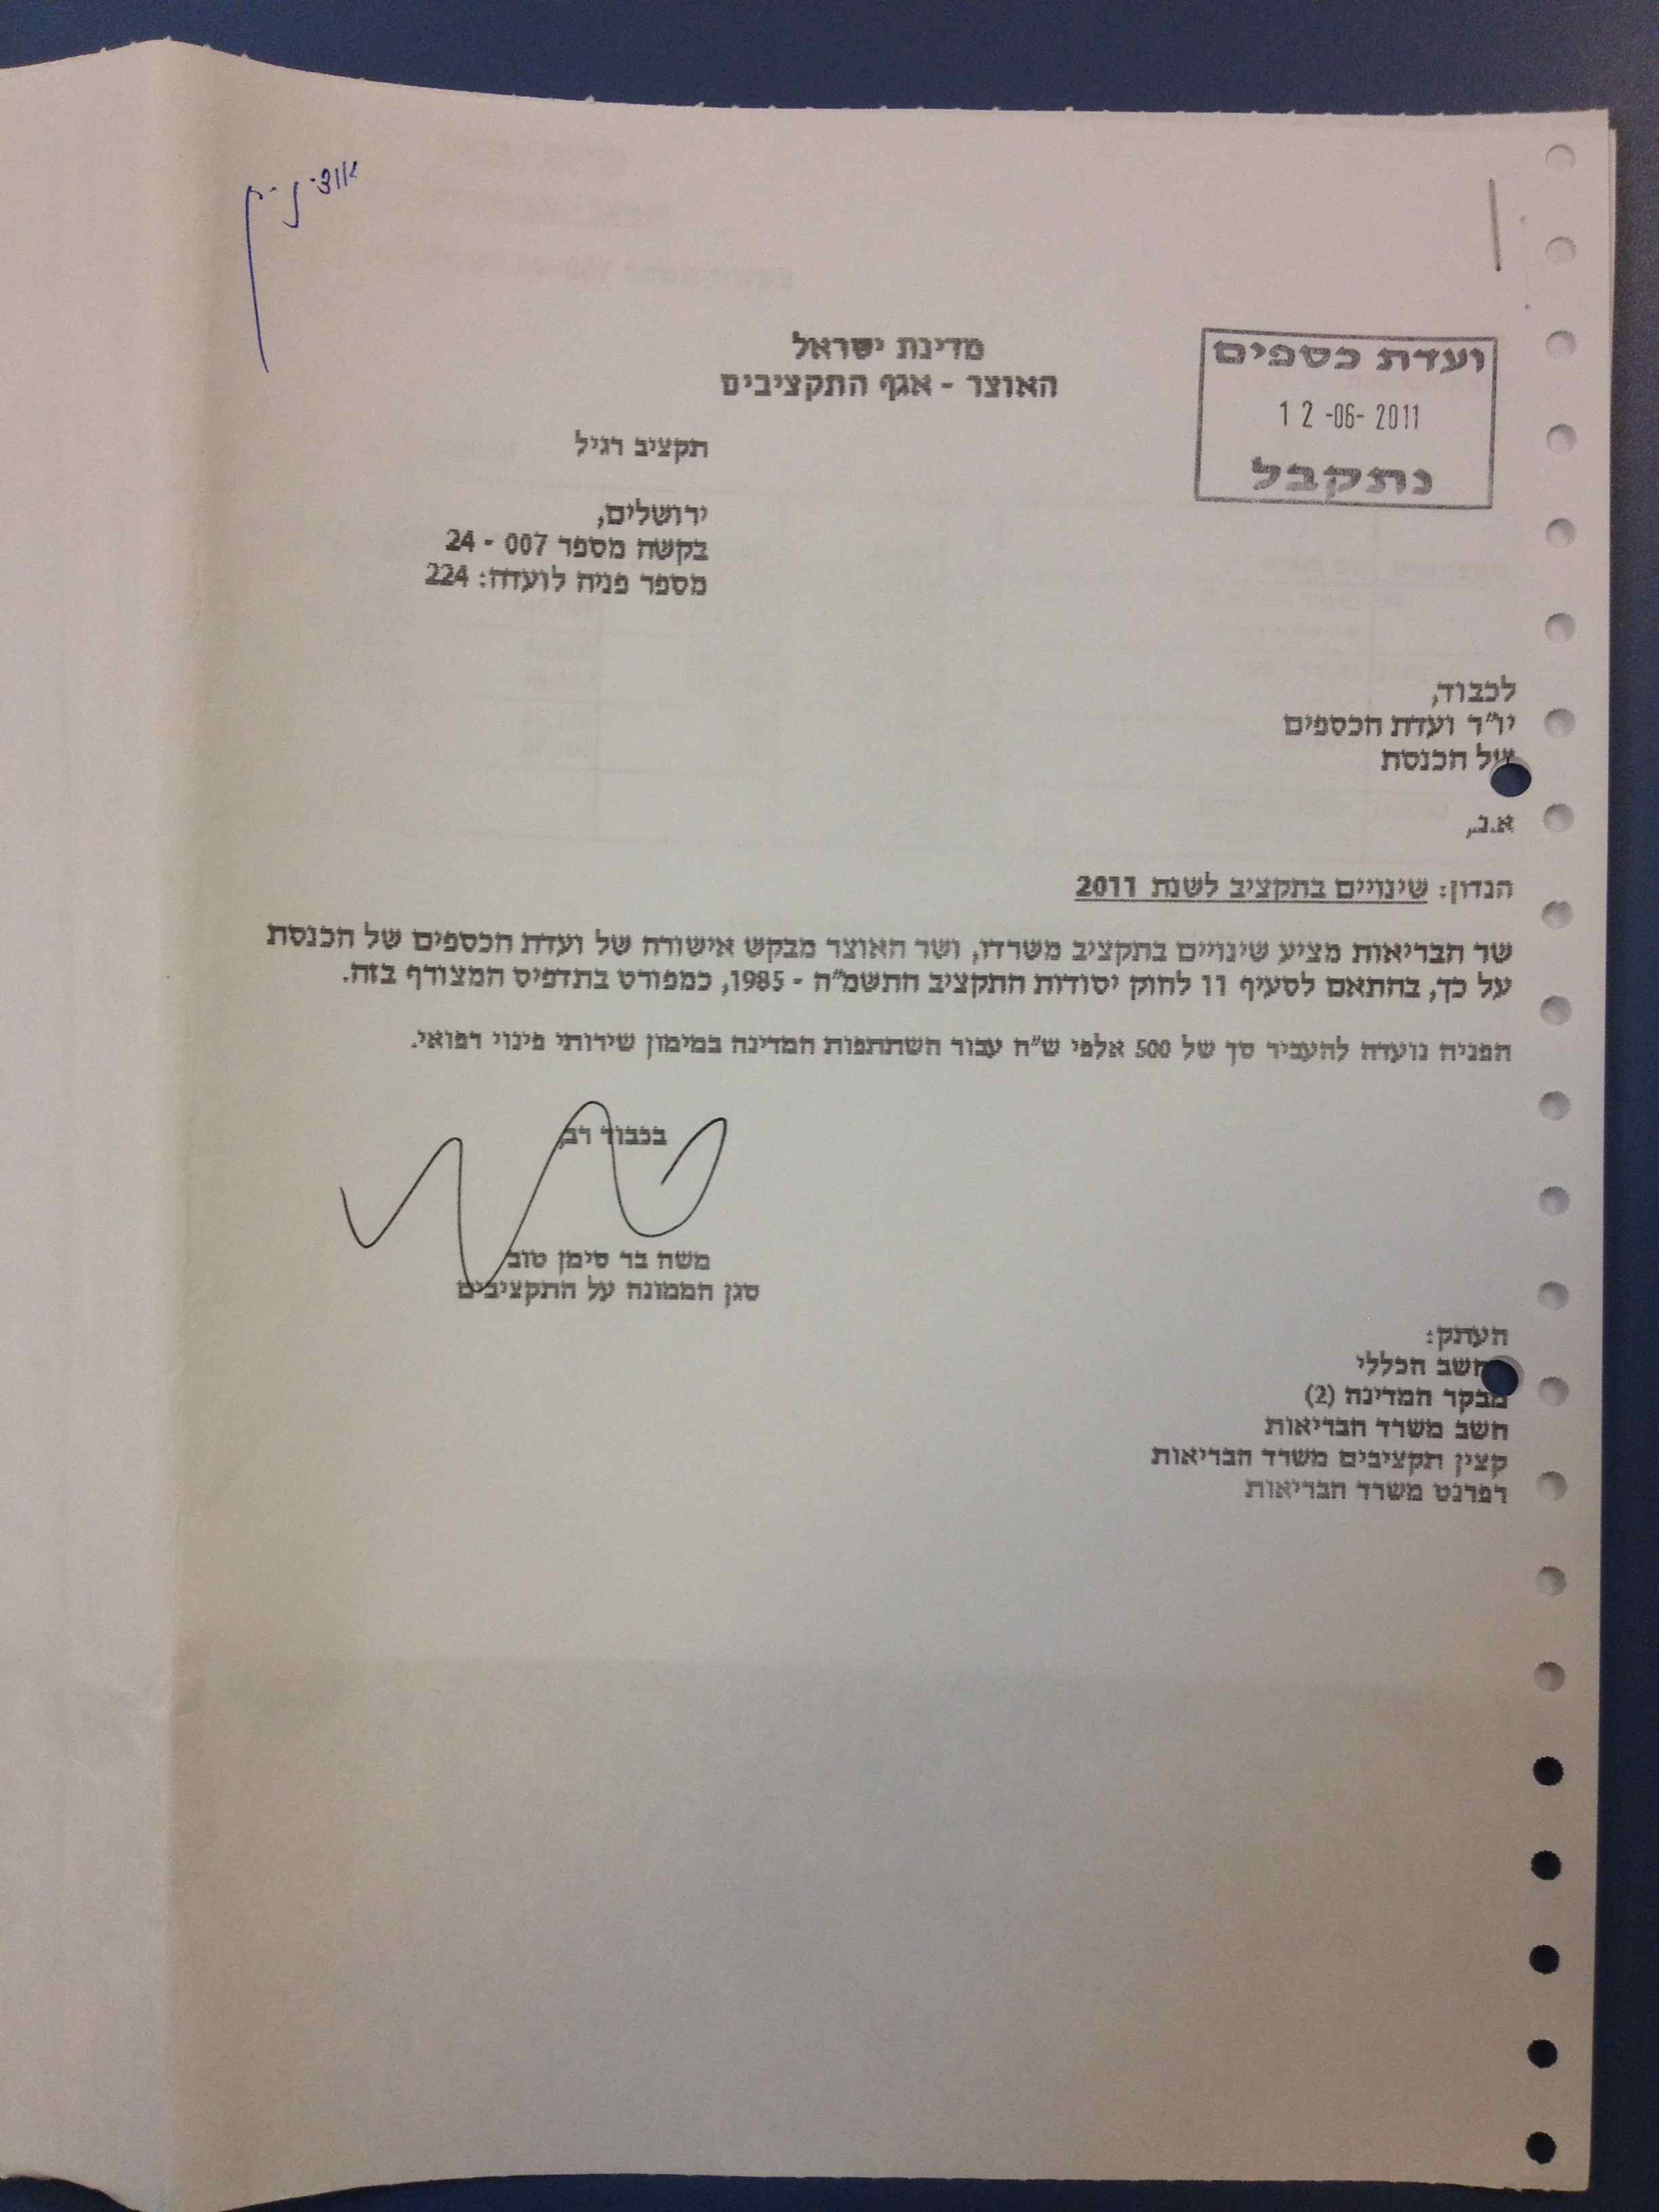 מדינת ישראל
האוצר - אגף התקציבים
ועדת כספים
12-06-2011
נתקבל
תקציב רגיל
ירושלים,
בקשה מספר 007 - 24
מספר פניה לועדה: 224
לכבוד,
יו"ר ועדת הכספים
של הכנסת
א.נ.,
הנדון: שינויים בתקציב לשנת 2011
שר הבריאות מציע שינויים בתקציב משרדו, ושר האוצר מבקש אישורה של ועדת הכספים של הכנסת
על כך, בהתאם לסעיף 11 לחוק יסודות התקציב התשמ"ה - 1985, כמפורט בתדפיס המצורף בזה.
הפניה נועדה להעביר סך של 500 אלפי ש"ח עבור השתתפות המדינה במימון שירותי פינוי רפואי.
בכבוד רב,
משה בר סימן טוב
סגן הממונה על התקציבים
העתק:
חשב הכללי
מבקר המדינה (2)
חשב משרד הבריאות
קצין תקציבים משרד הבריאות
רפרנט משרד הבריאות